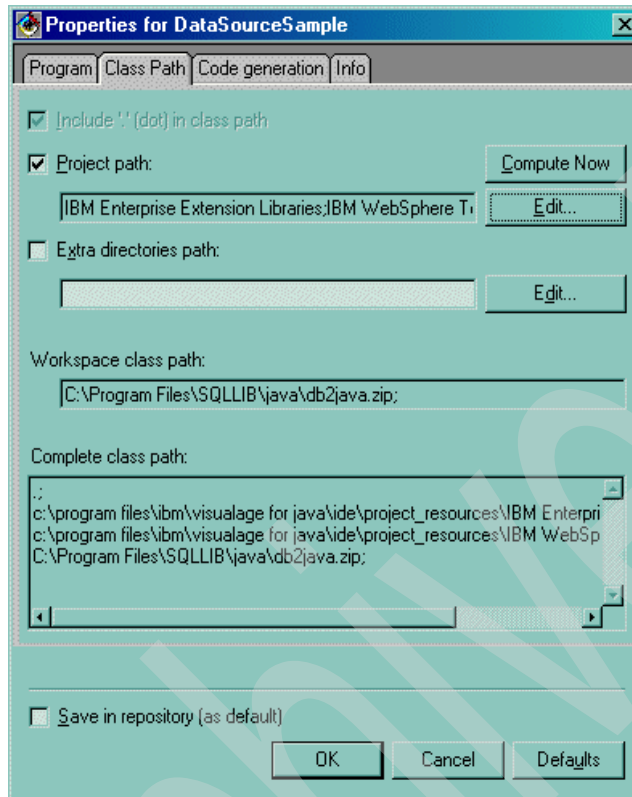 Properties for DataSourceSample
Program Class Path Code generation Info
Include '.' (dot) in class path
Project path:
Compute Now
IBM Enterprise Extension Libraries;IBM WebSphere T
Edit...
Extra directories path:
Edit...
Workspace class path:
C:\Program Files\SQLLIB\java\db2java.zip;
Complete class path:
.;
c:\program files\ibm\visualage for java\ide\project_resources\IBM Enterpri
c:\program files\ibm\visualage for java\ide\project_resources\IBM WebSp
C:\Program Files\SQLLIB\java\db2java.zip;
Save in repository (as default)
OK Cancel Defaults